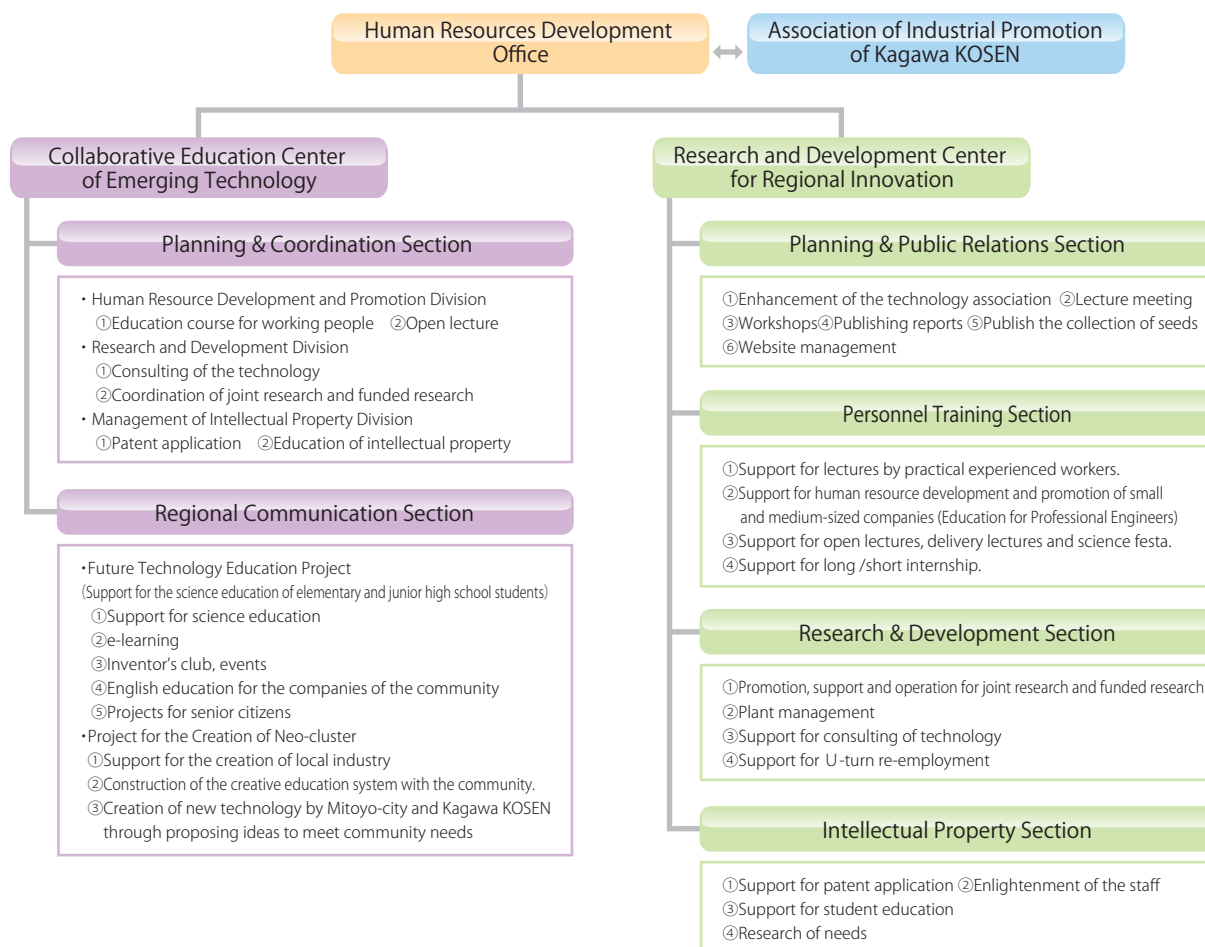 Human Resources Development
Office
Association of Industrial Promotion
of Kagawa KOSEN
Collaborative Education Center
of Emerging Technology
Planning & Coordination Section
・Human Resource Development and Promotion Division
①Education course for working people ②Open lecture
・Research and Development Division
①Consulting of the technology
②Coordination of joint research and funded research
・Management of Intellectual Property Division
①Patent application ②Education of intellectual property
Regional Communication Section
・Future Technology Education Project
(Support for the science education of elementary and junior high school students)
①Support for science education
②e-learning
③Inventor's club, events
④English education for the companies of the community
⑤Projects for senior citizens
・Project for the Creation of Neo-cluster
①Support for the creation of local industry
②Construction of the creative education system with the community.
③Creation of new technology by Mitoyo-city and Kagawa KOSEN
through proposing ideas to meet community needs
Research and Development Center
for Regional Innovation
Planning & Public Relations Section
①Enhancement of the technology association ②Lecture meeting
③Workshops④Publishing reports ⑤Publish the collection of seeds
⑥Website management
Personnel Training Section
①Support for lectures by practical experienced workers.
②Support for human resource development and promotion of small
and medium-sized companies (Education for Professional Engineers)
③Support for open lectures, delivery lectures and science festa.
④Support for long /short internship.
Research & Development Section
①Promotion, support and operation for joint research and funded research
②Plant management
③Support for consulting of technology
④Support for U-turn re-employment
Intellectual Property Section
①Support for patent application ②Enlightenment of the staff
③Support for student education
④Research of needs